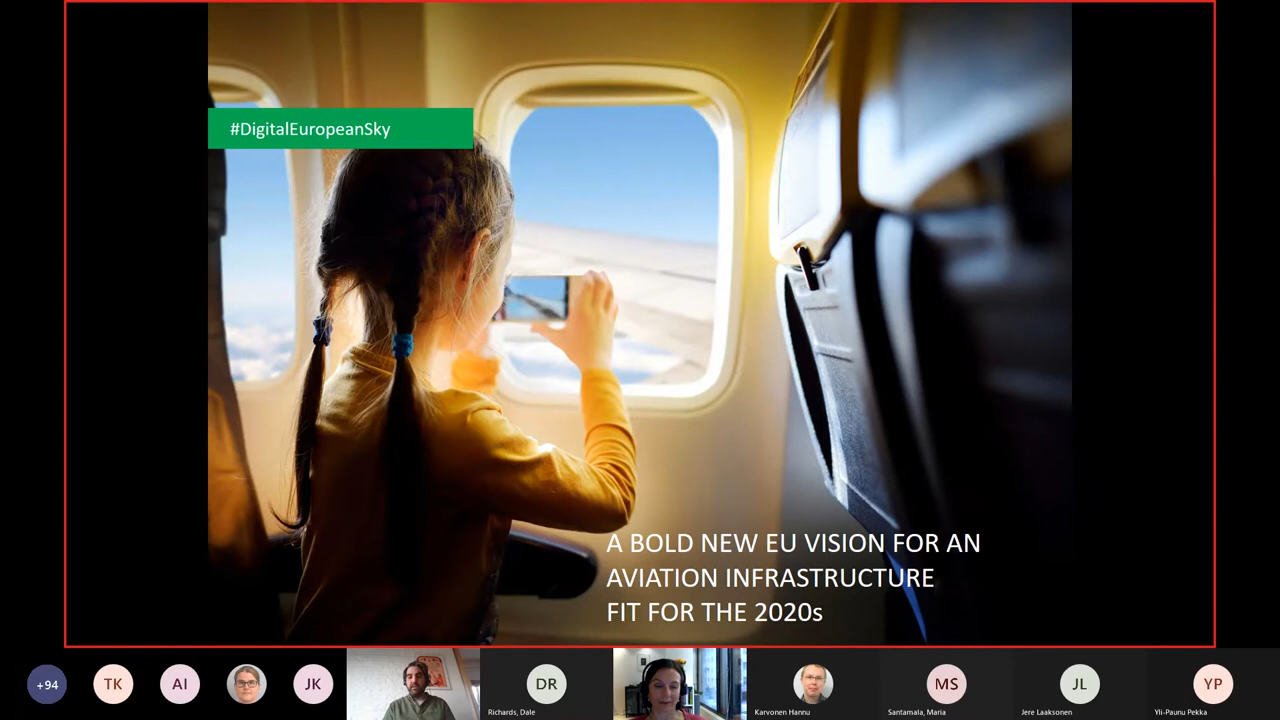 #DigitalEuropeanSky
A BOLD NEW EU VISION FOR AN
AVIATION INFRASTRUCTURE
FIT FOR THE 2020s
+94
TK
AI
JK
DR
Richards, Dale
Karvonen Hannu
MS
Santamala, Maria
JL
Jere Laaksonen
YP
Yli-Paunu Pekka